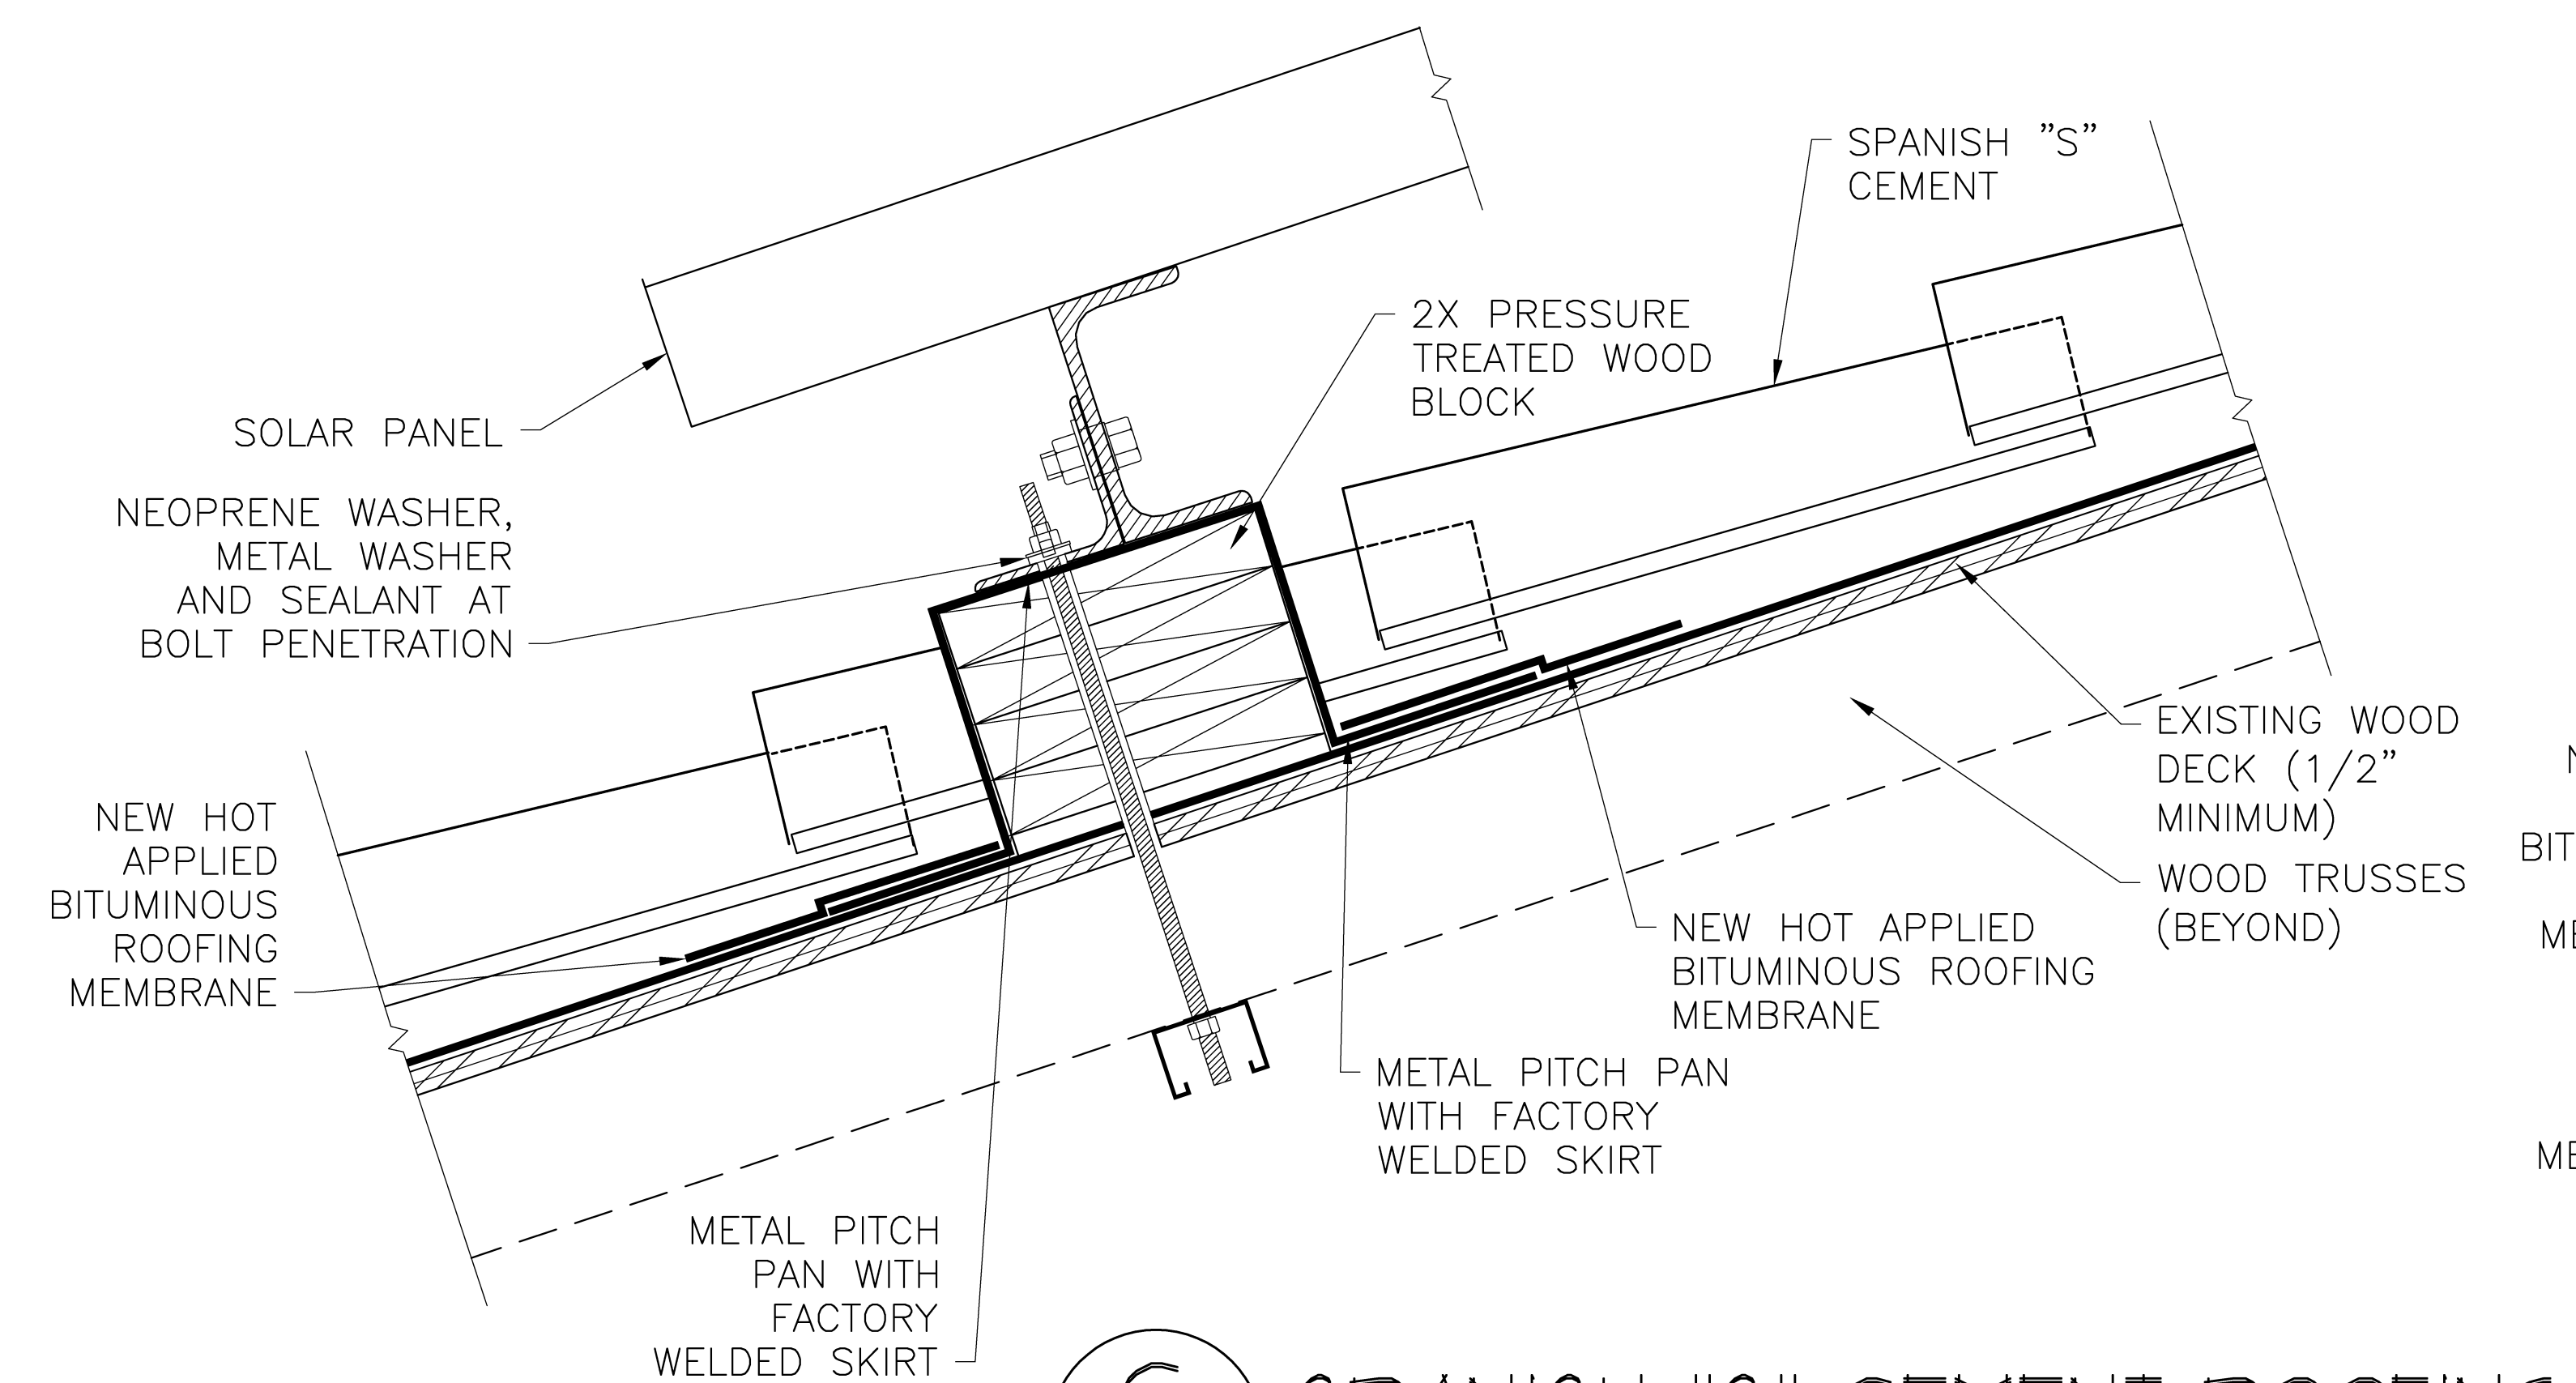 SPANISH "S"
CEMENT
2X PRESSURE
TREATED WOOD
BLOCK
SOLAR PANEL
NEOPRENE WASHER,
METAL WASHER
AND SEALANT AT
BOLT PENETRATION
NEW HOT
APPLIED
BITUMINOUS
ROOFING
MEMBRANE
EXISTING WOOD
DECK (1/2"
MINIMUM)
WOOD TRUSSES
(BEYOND)
NEW HOT APPLIED
BITUMINOUS ROOFING
MEMBRANE
METAL PITCH PAN
WITH FACTORY
WELDED SKIRT
METAL PITCH
PAN WITH
FACTORY
WELDED SKIRT